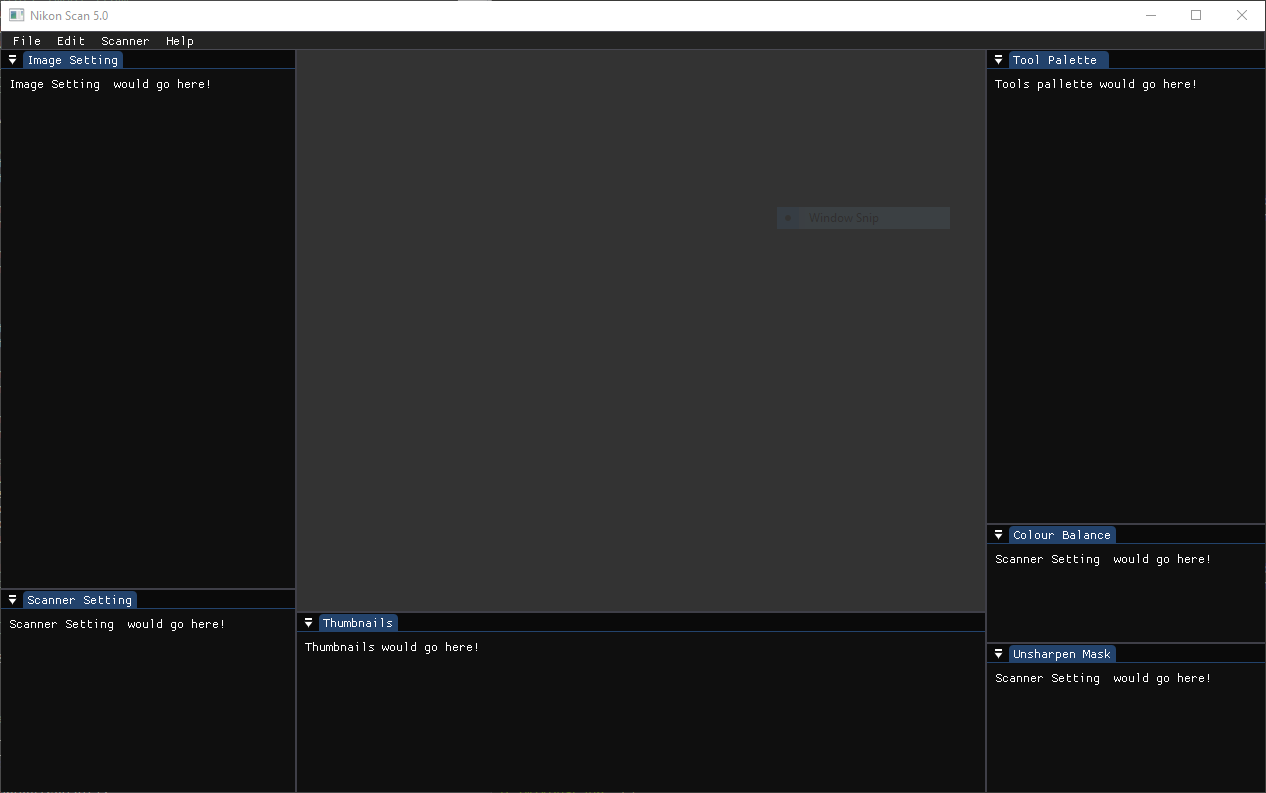 Nikon Scan 5.0
File Edit Scanner Help
Image Setting
Image Setting  would go here!
Scanner Setting
Scanner Setting  would go here!
Window Snip
Thumbnails
Thumbnails would go here!
Tool Palette
Tools pallette would go here!
Colour Balance
Scanner Setting  would go here!
Unsharpen Mask
Scanner Setting  would go here!